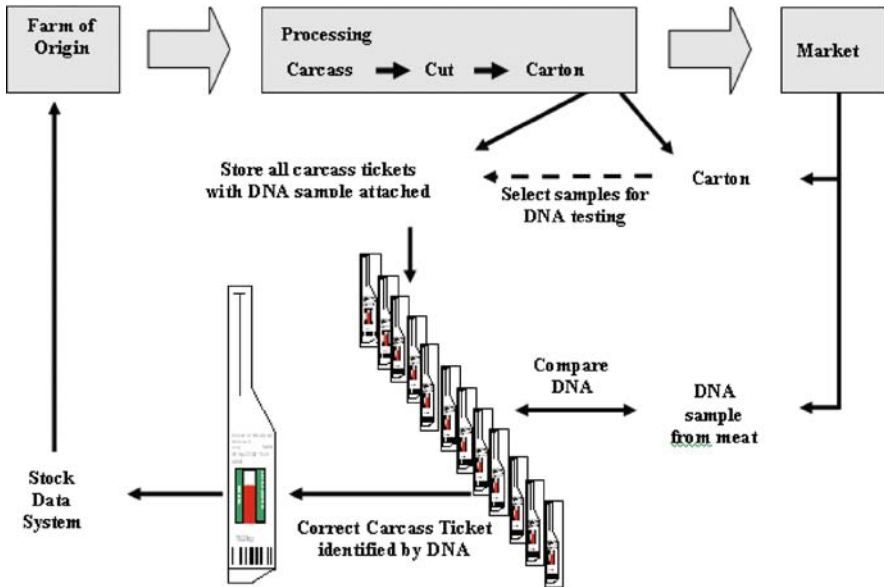 Farm of
Origin
Processing
Carcass
Cut
Carton
Market
Store all carcass tickets
with DNA sample attached
Select samples for
DNA testing
Carton
Compare
DNA
DNA
sample
from meat
Stock
Data
System
Correct Carcass Ticket
identified by DNA